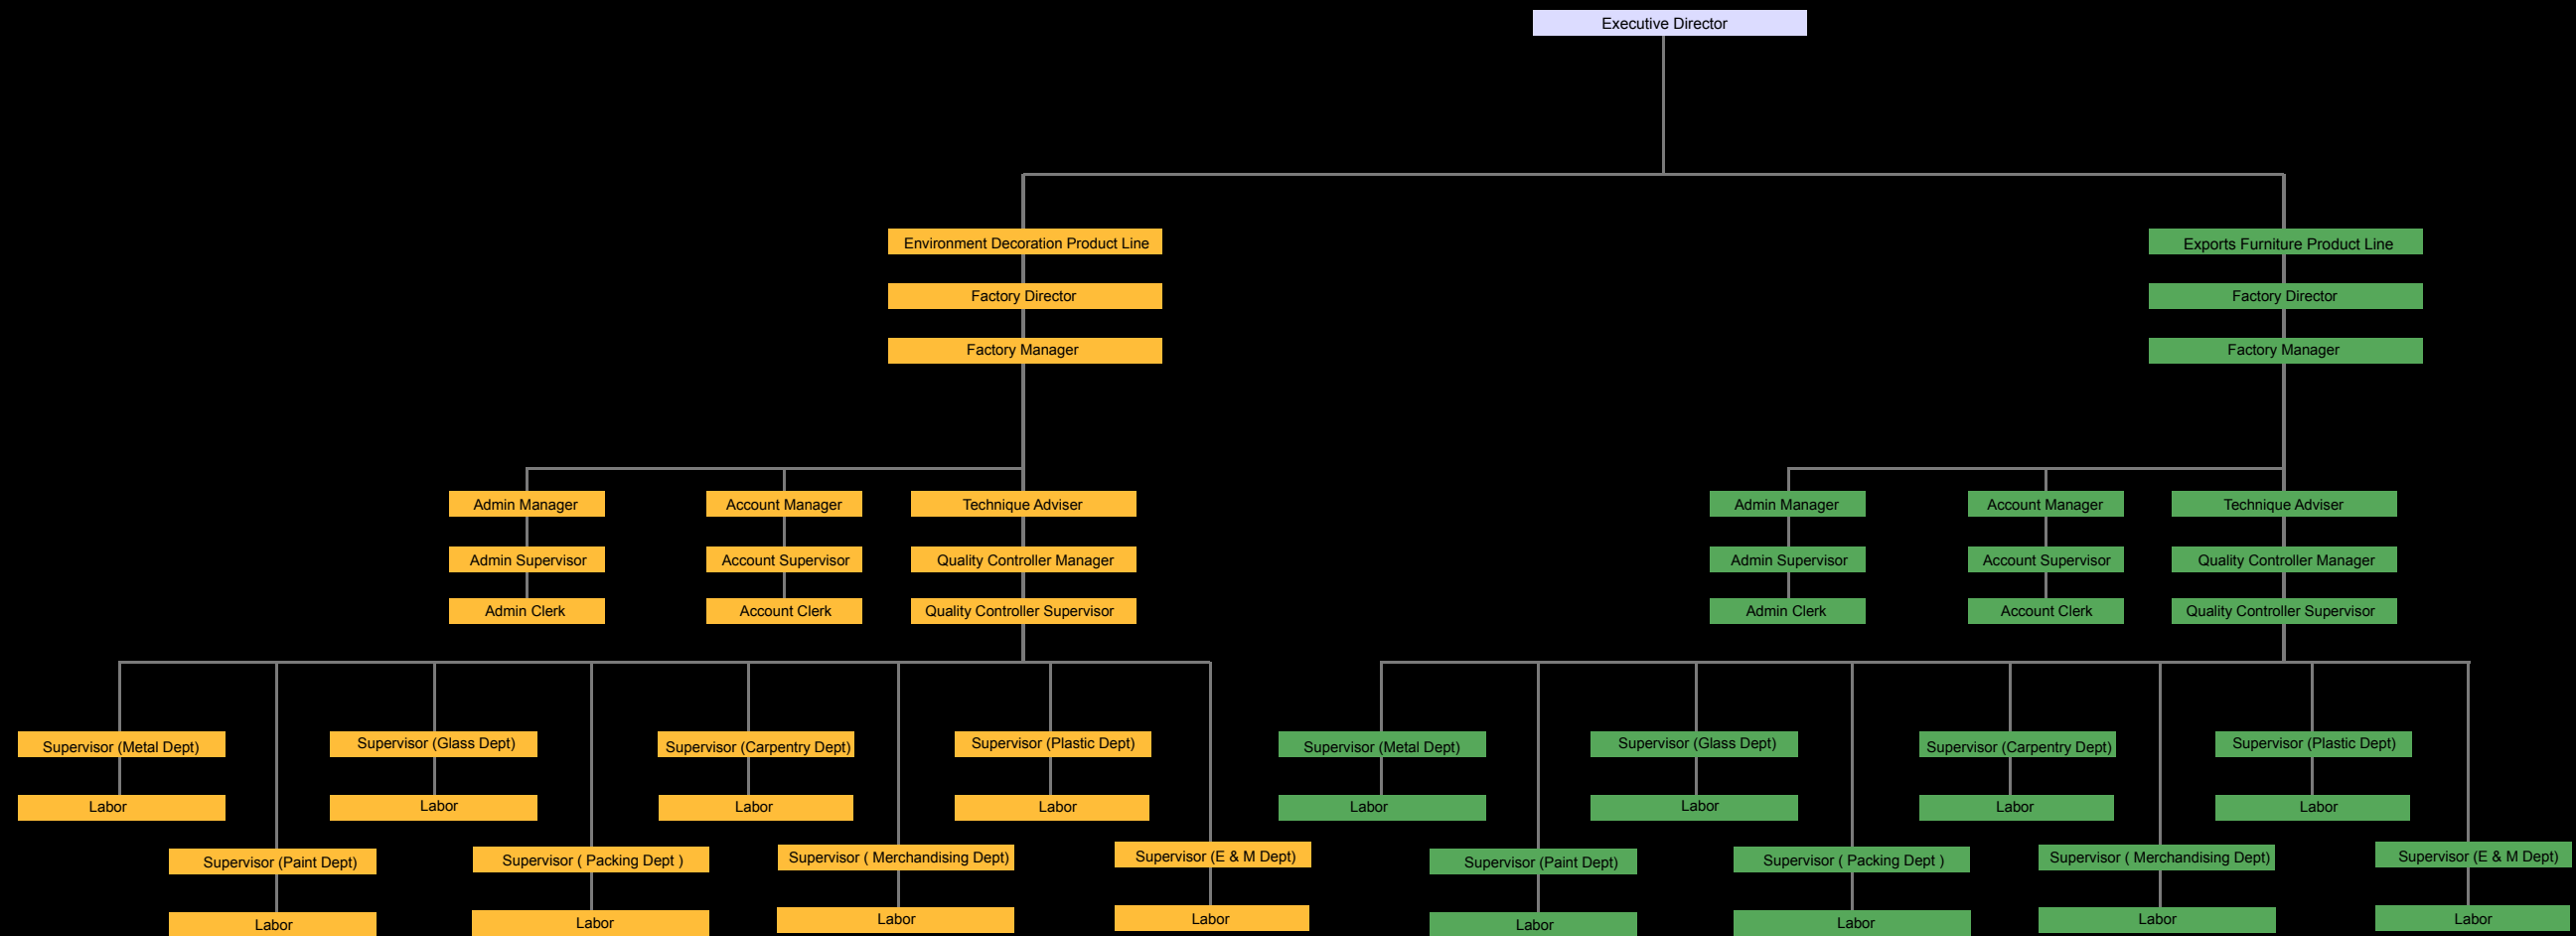 Executive Director
Environment Decoration Product Line
Exports Furniture Product Line
Factory Director
Factory Director
Factory Manager
Factory Manager
Admin Manager
Account Manager
Technique Adviser
Admin Manager
Account Manager
Technique Adviser
Admin Supervisor
Account Supervisor
Quality Controller Manager
Admin Supervisor
Account Supervisor
Quality Controller Manager
Admin Clerk
Account Clerk
Quality Controller Supervisor
Admin Clerk
Account Clerk
Quality Controller Supervisor
Supervisor (Metal Dept)
Supervisor (Glass Dept)
Supervisor (Carpentry Dept)
Supervisor (Plastic Dept)
Supervisor (Metal Dept)
Supervisor (Glass Dept)
Supervisor (Carpentry Dept)
Supervisor (Plastic Dept)
Labor
Labor
Labor
Labor
Labor
Labor
Labor
Labor
Supervisor (Paint Dept)
Supervisor ( Packing Dept )
Supervisor ( Merchandising Dept)
Supervisor (E & M Dept)
Supervisor (Paint Dept)
Supervisor ( Packing Dept )
Supervisor ( Merchandising Dept)
Supervisor (E & M Dept)
Labor
Labor
Labor
Labor
Labor
Labor
Labor
Labor